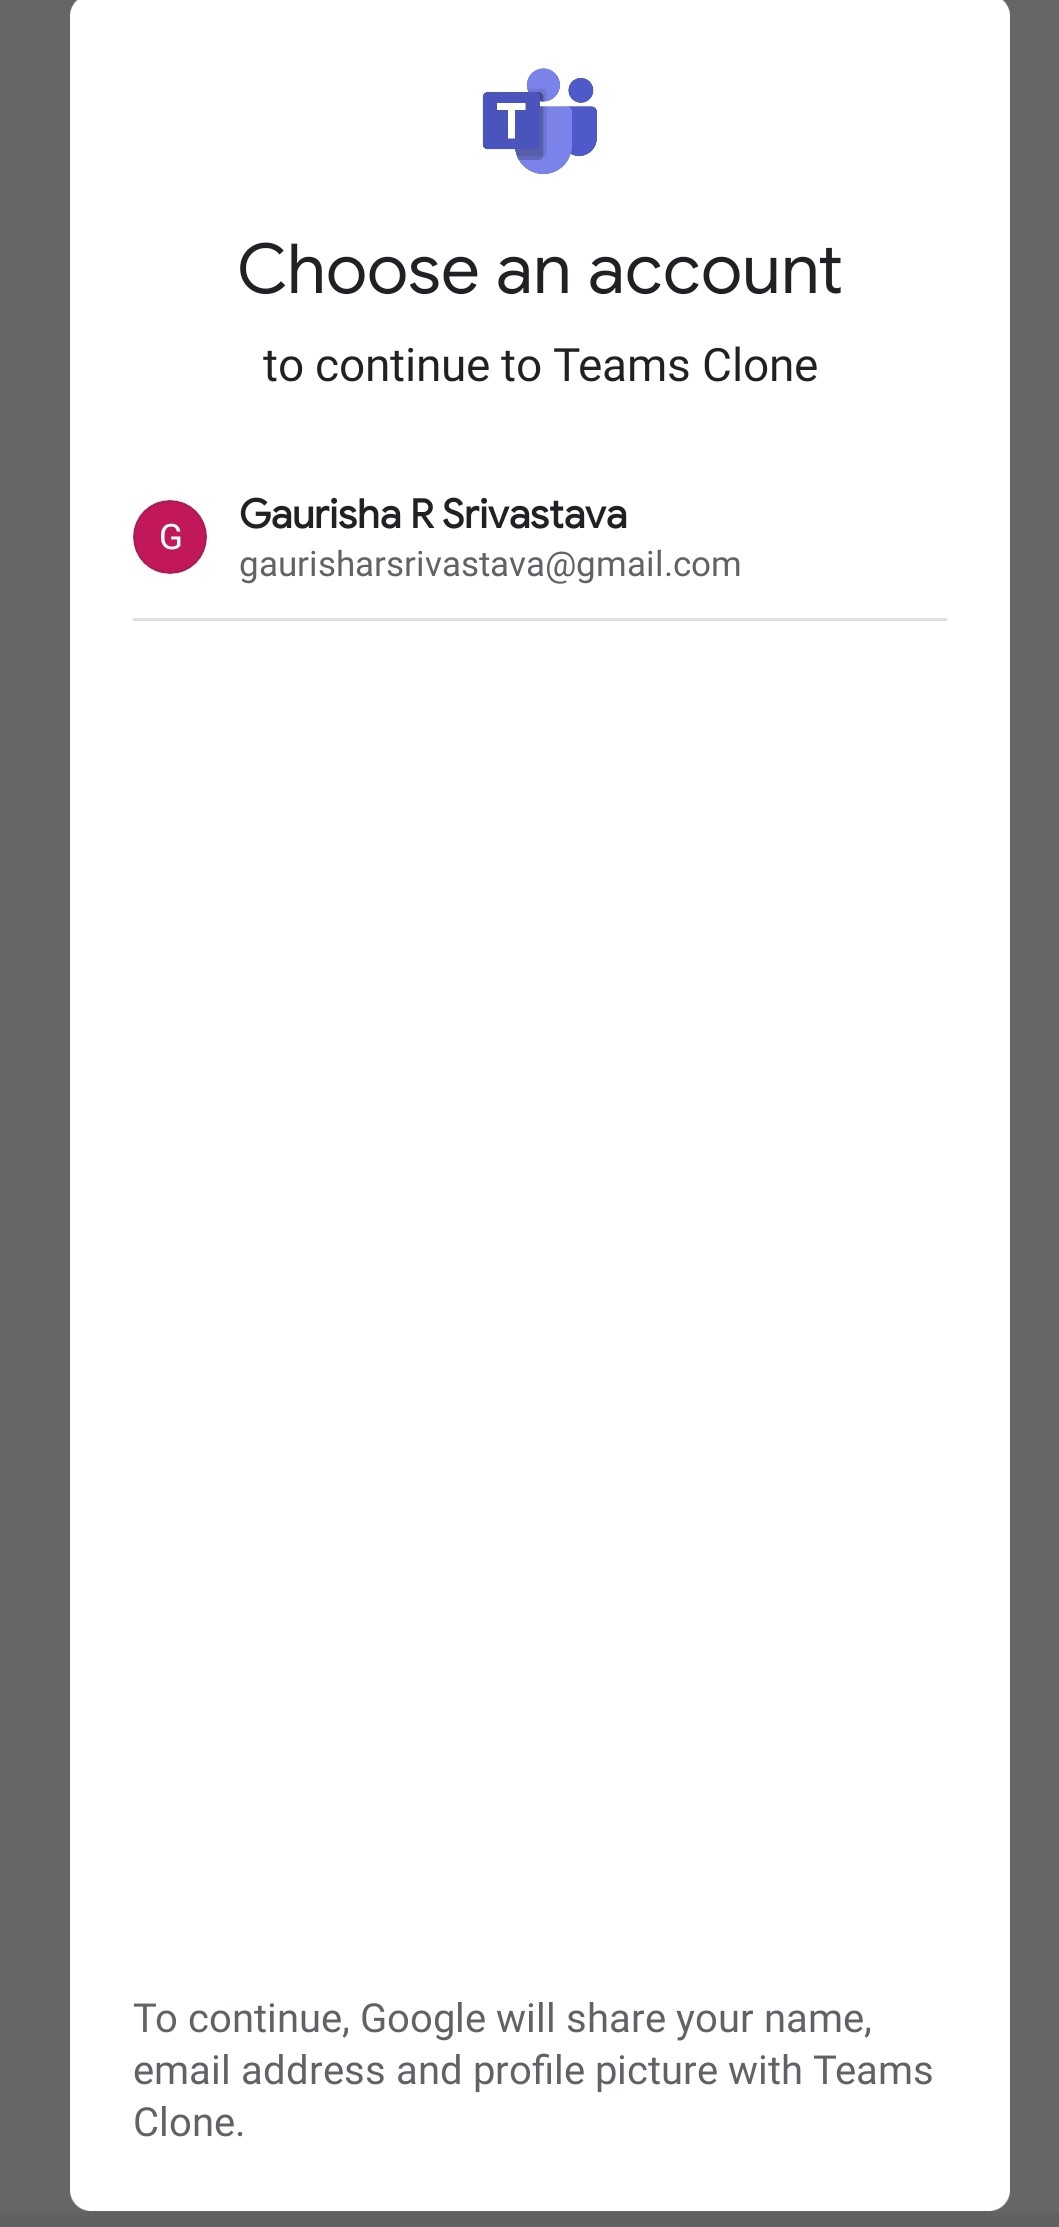 T
Choose an account
to continue to Teams Clone
G
Gaurisha R Srivastava
gaurisharsrivastava@gmail.com
To continue, Google will share your name,
email address and profile picture with Teams
Clone.